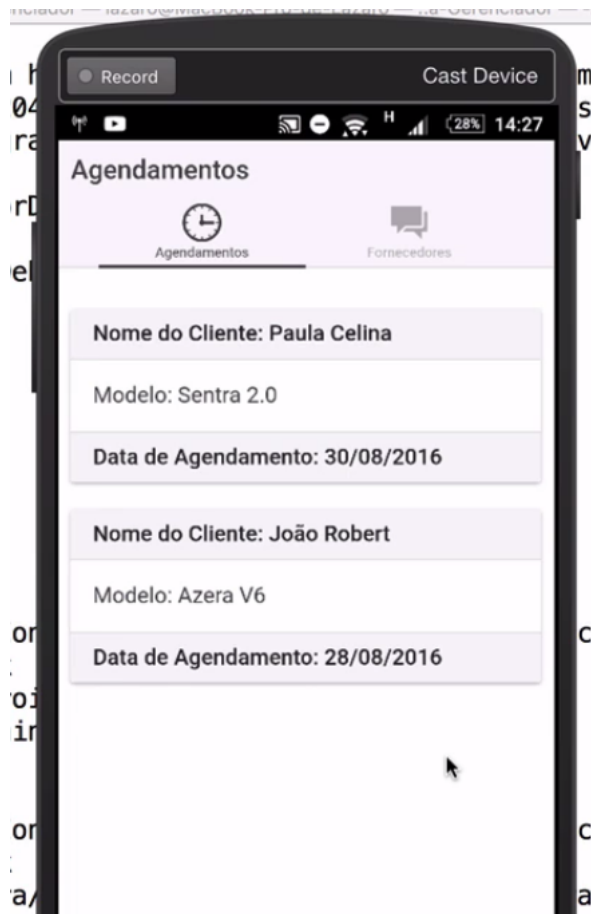 Record
Cast Device
H
28%
14:27
Agendamentos
Agendamentos
Fornecedores
Nome do Cliente: Paula Celina
Modelo: Sentra 2.0
Data de Agendamento: 30/08/2016
Nome do Cliente: João Robert
Modelo: Azera V6
Data de Agendamento: 28/08/2016